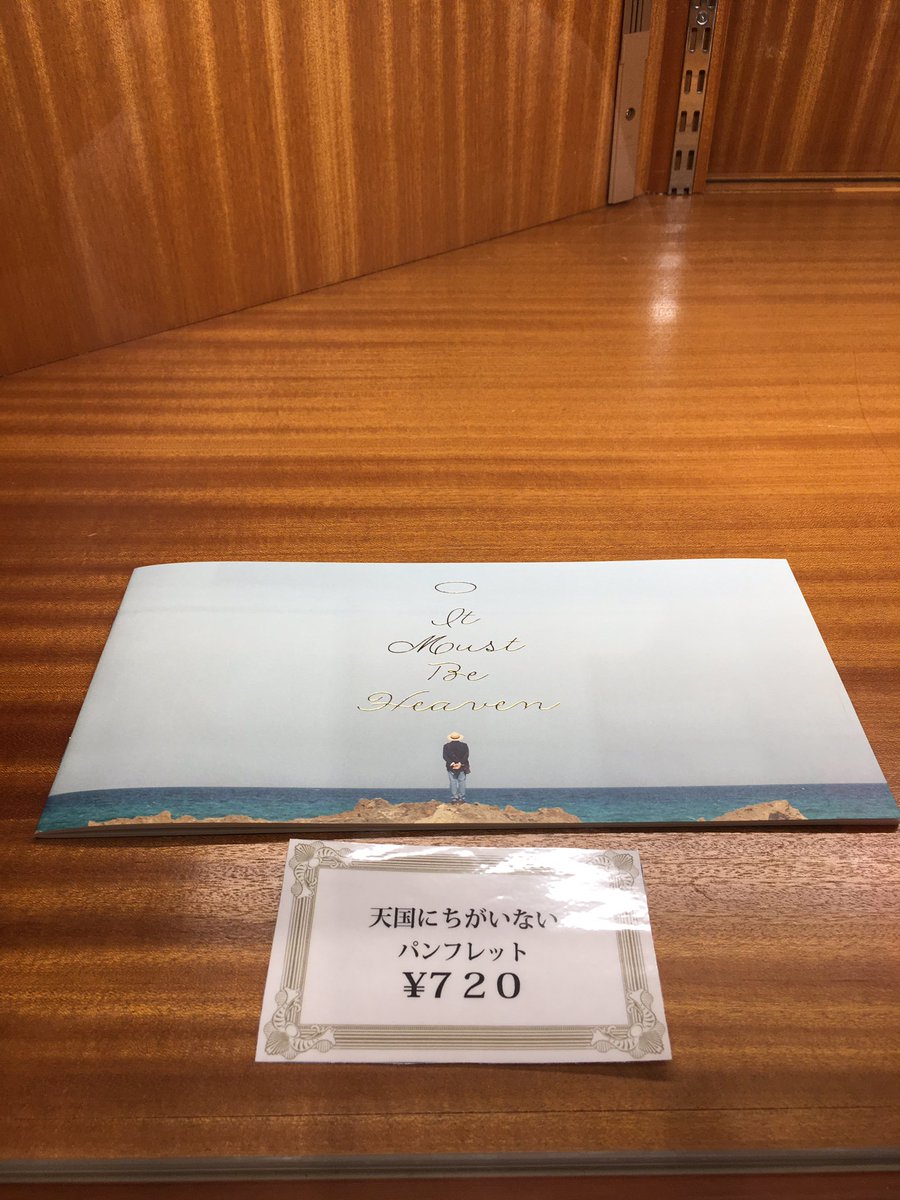 It
Must
Be
Heaven
天国にちがいない
パンフレット
¥720